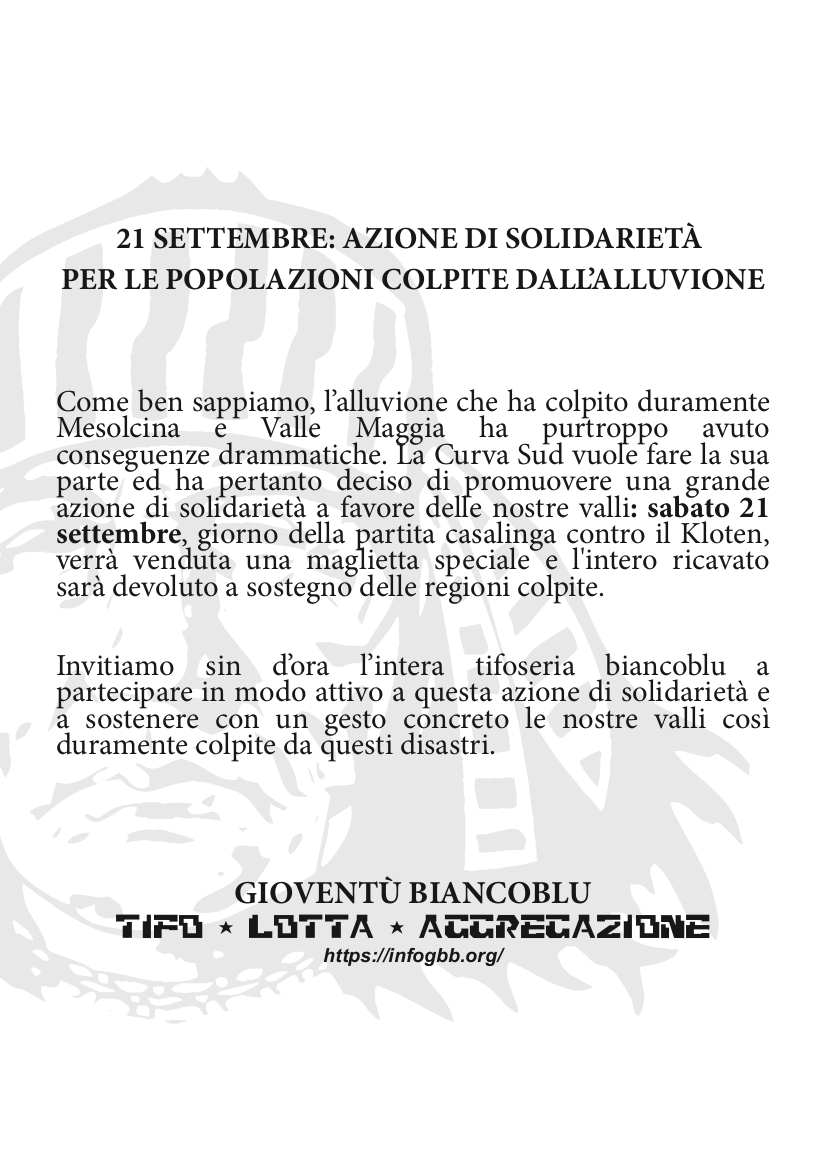 21 SETTEMBRE: AZIONE DI SOLIDARIETÀ
PER LE POPOLAZIONI COLPITE DALL’ALLUVIONE
Come ben sappiamo, l’alluvione che ha colpito duramente
Mesolcina e Valle Maggia ha purtroppo avuto
conseguenze drammatiche. La Curva Sud vuole fare la sua
parte ed ha pertanto deciso di promuovere una grande
azione di solidarietà a favore delle nostre valli: sabato 21
settembre, giorno della partita casalinga contro il Kloten,
verrà venduta una maglietta speciale e l'intero ricavato
sarà devoluto a sostegno delle regioni colpite.
Invitiamo sin d’ora l’intera tifoseria biancoblu a
partecipare in modo attivo a questa azione di solidarietà e
a sostenere con un gesto concreto le nostre valli così
duramente colpite da questi disastri.
GIOVENTÙ BIANCOBLU
TIFO ★ LOTTA ★ AGGREGAZIONE
https://infogbb.org/